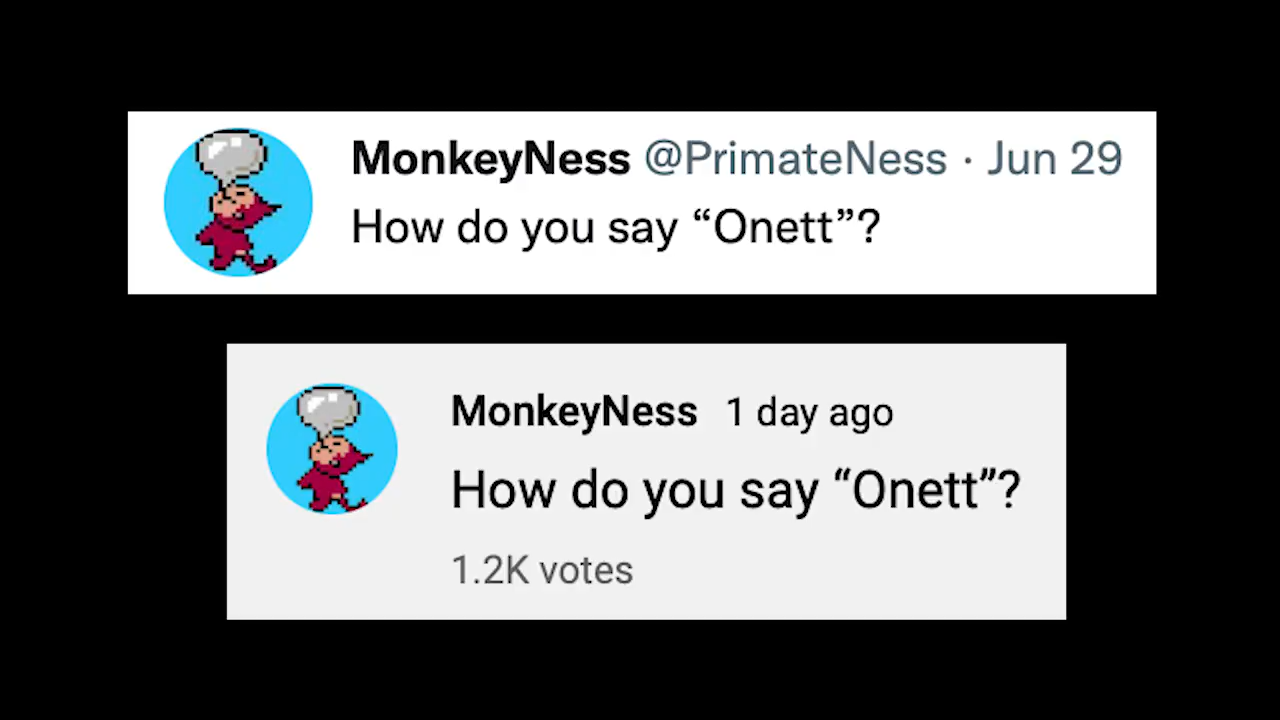 MonkeyNess @PrimateNess · Jun 29
How do you say “Onett”?
MonkeyNess 1 day ago
How do you say “Onett”?
1.2K votes